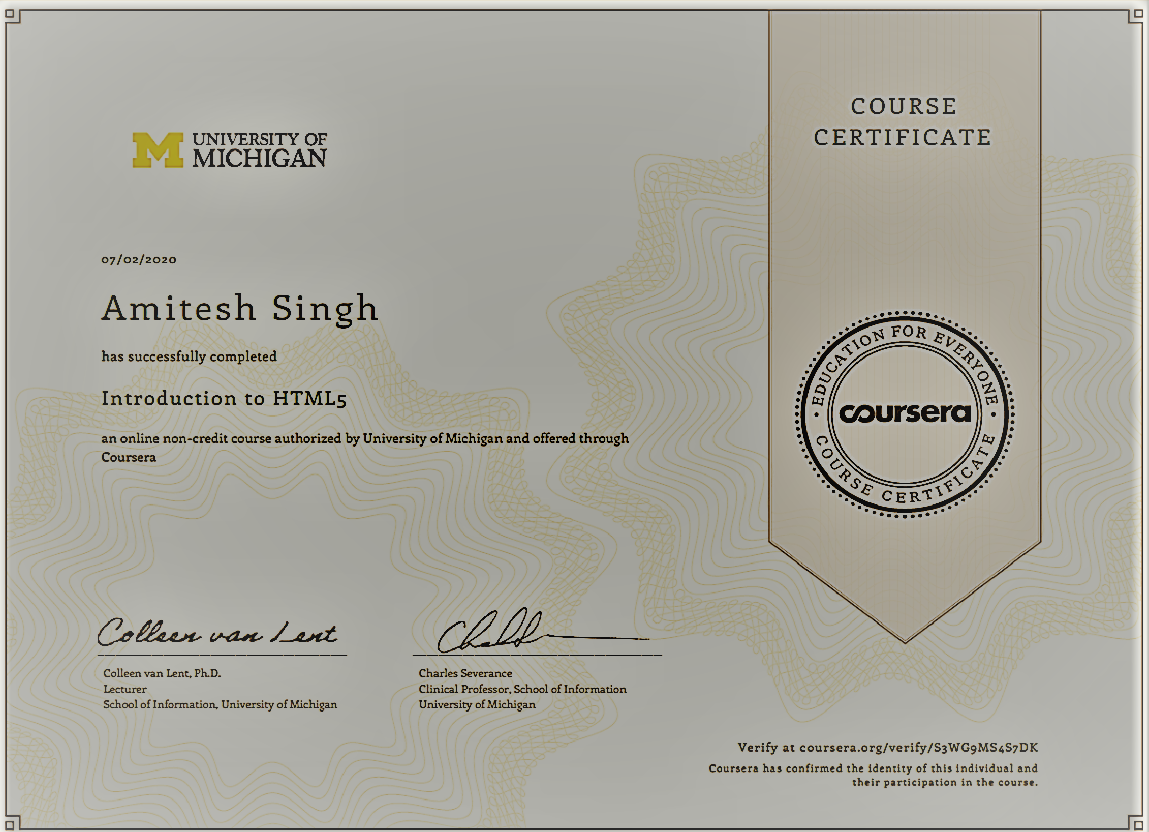 UNIVERSITY OF
MICHIGAN
COURSE
CERTIFICATE
07/02/2020
Amitesh Singh
has successfully completed
Introduction to HTML5
an online non-credit course authorized by University of Michigan and offered through
Coursera
EDUCATION FOR EVERYONE
coursera
COURSE CERTIFICATE
Colleen van Lent
Colleen van Lent, Ph.D.
Lecturer
School of Information, University of Michigan
Charles Severance
Clinical Professor, School of Information
University of Michigan
Verify at coursera.org/verify/S3WG9MS4S7DK
Coursera has confirmed the identity of this individual and
their participation in the course.